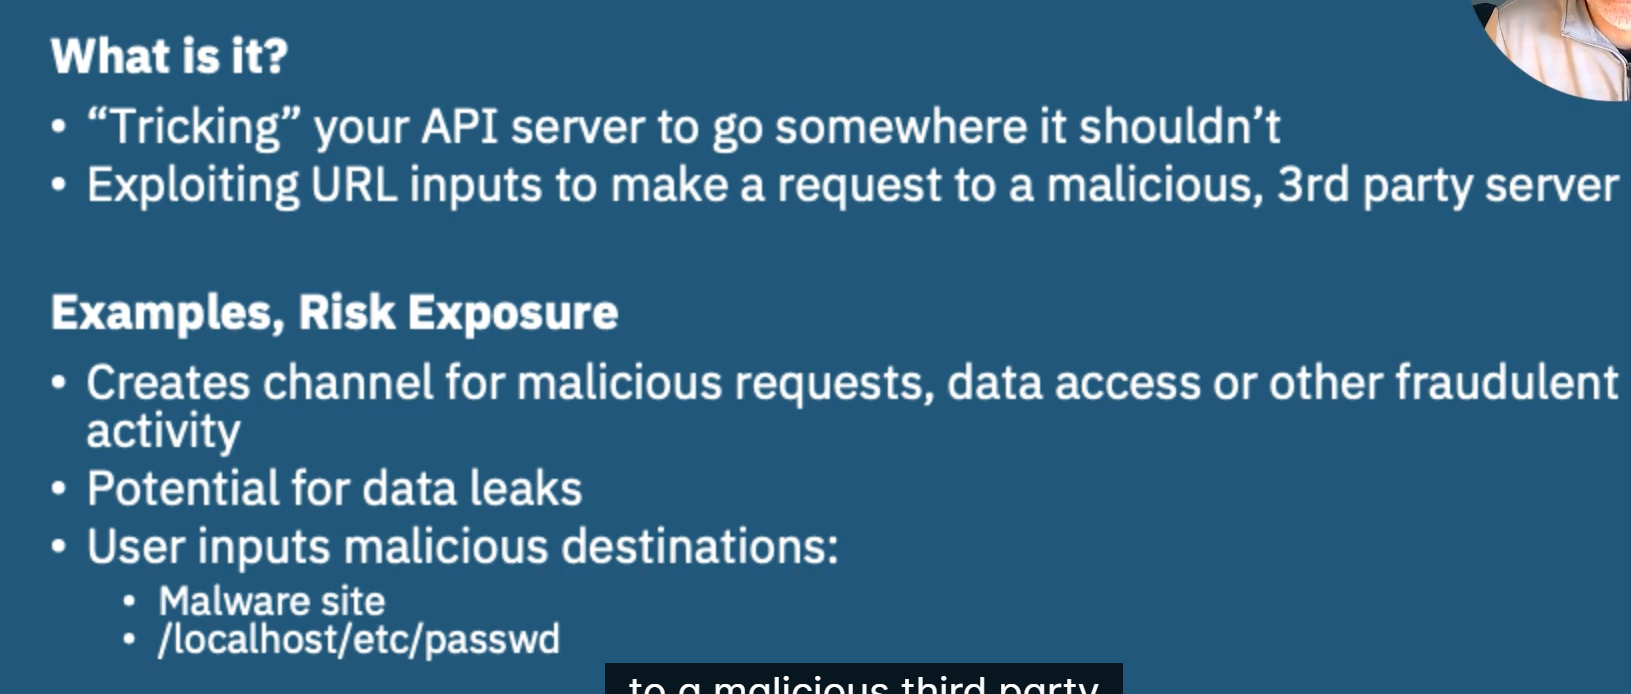 What is it?
• “Tricking” your API server to go somewhere it shouldn’t
• Exploiting URL inputs to make a request to a malicious, 3rd party server
Examples, Risk Exposure
• Creates channel for malicious requests, data access or other fraudulent
activity
• Potential for data leaks
• User inputs malicious destinations:
• Malware site
• /localhost/etc/passwd
to a malicious third party